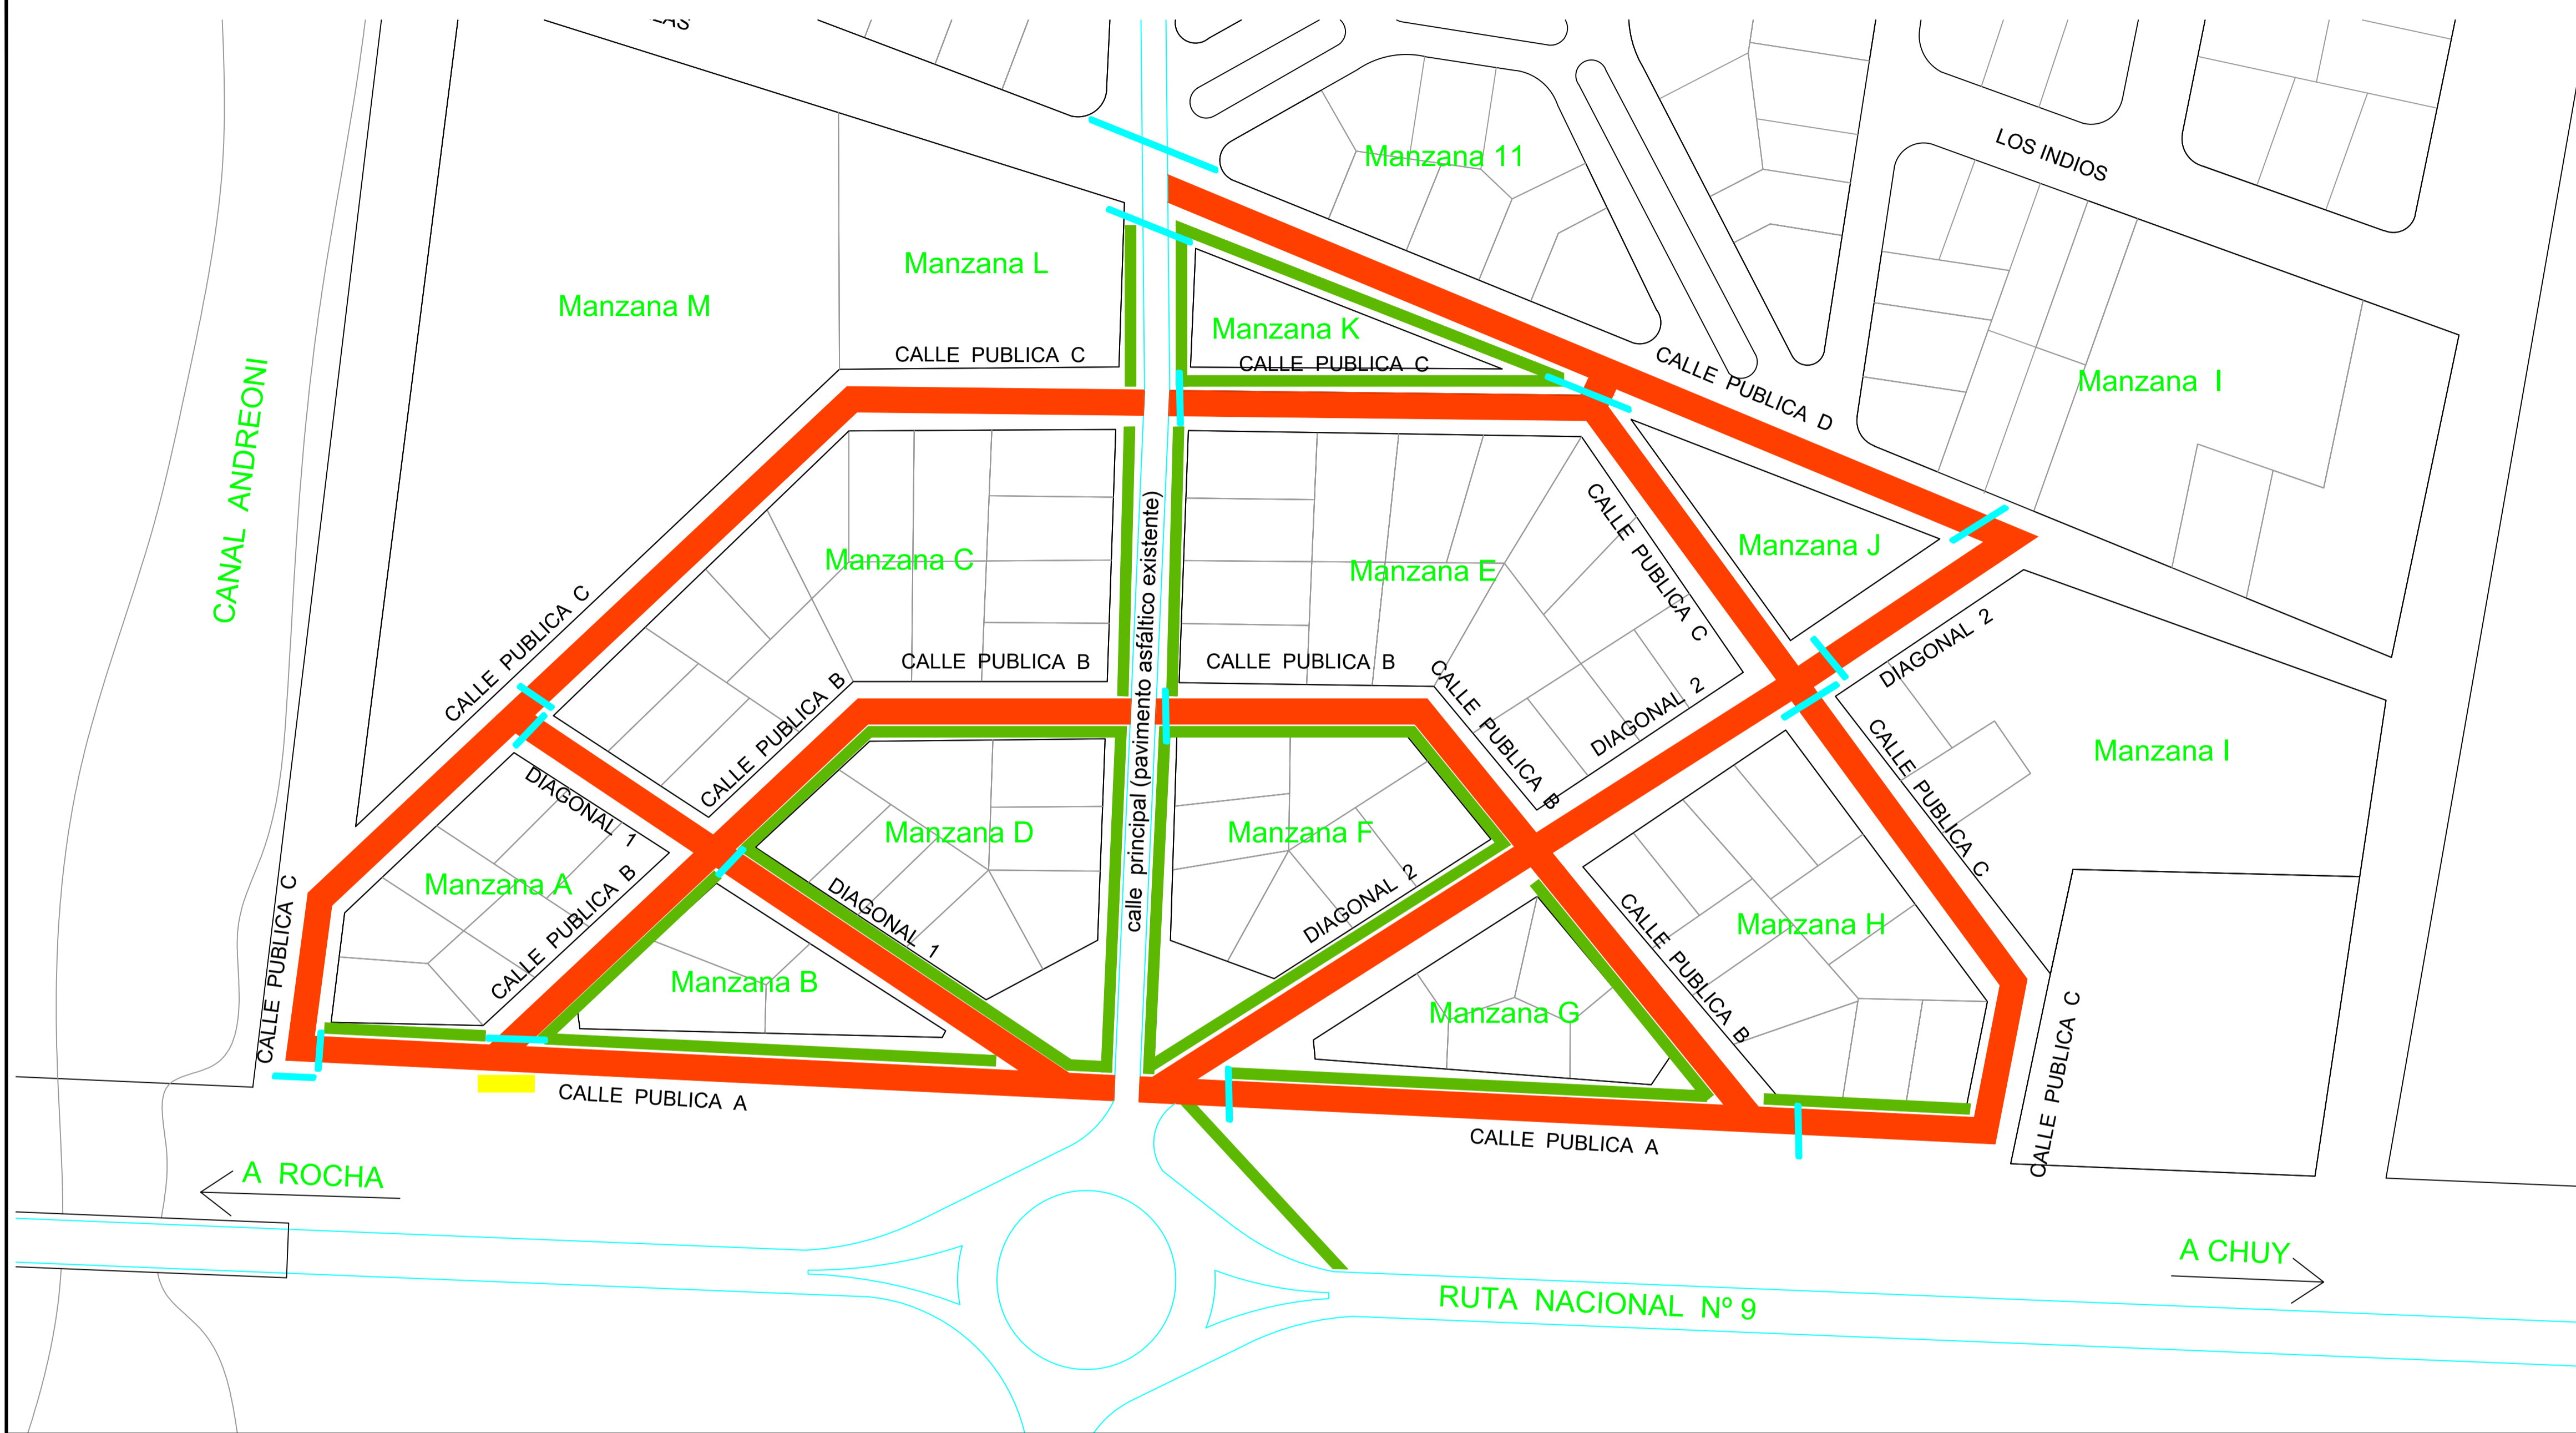 LOS INDIOS
Manzana 11
Manzana L
Manzana M
Manzana K
CALLE PUBLICA C
CALLE PUBLICA C
CALLE PUBLICA D
Manzana I
CANAL ANDREONI
Manzana C
Manzana E
Manzana J
CALLE PUBLICA C
CALLE PUBLICA C
calle principal (pavimento asfáltico existente)
CALLE PUBLICA B
CALLE PUBLICA B
CALLE PUBLICA B
CALLE PUBLICA B
DIAGONAL 2
DIAGONAL 2
Manzana I
CALLE PUBLICA C
DIAGONAL 1
Manzana D
Manzana F
Manzana A
CALLE PUBLICA B
DIAGONAL 1
DIAGONAL 2
CALLE PUBLICA B
Manzana H
CALLE PUBLICA C
Manzana B
Manzana G
CALLE PUBLICA C
CALLE PUBLICA A
CALLE PUBLICA A
A ROCHA
A CHUY
RUTA NACIONAL Nº 9